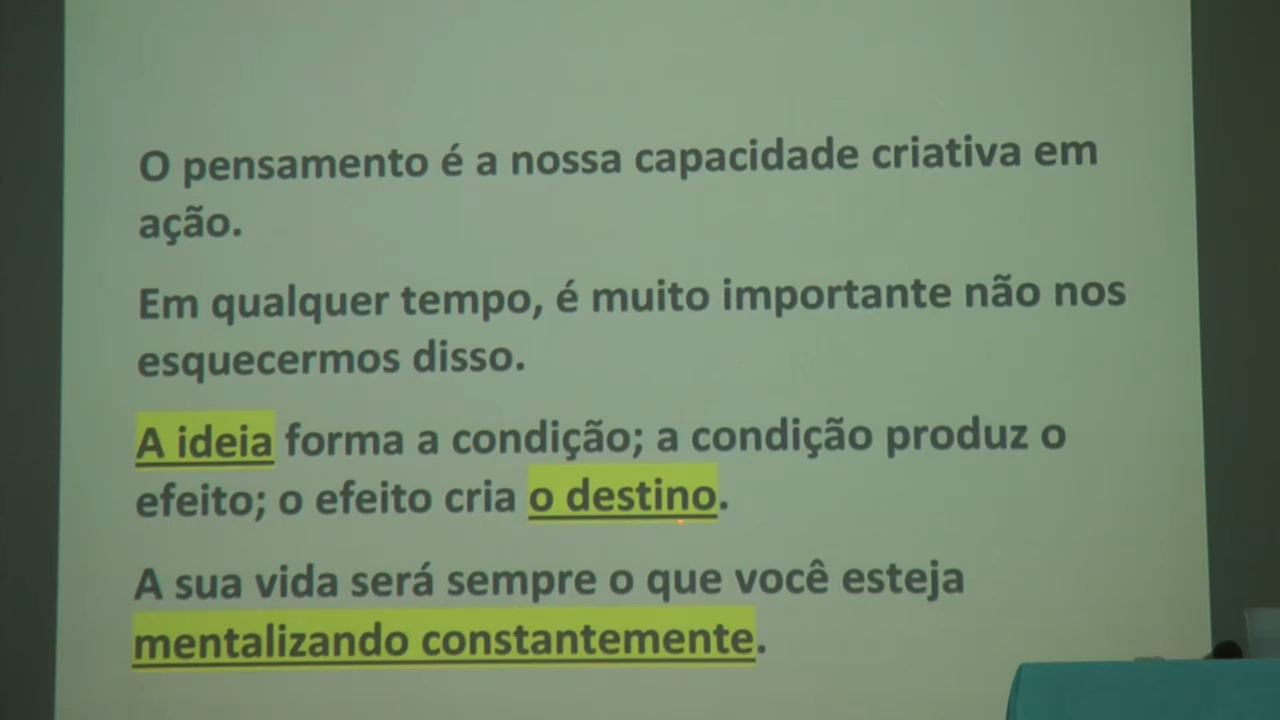 O pensamento é a nossa capacidade criativa em
ação.
Em qualquer tempo, é muito importante não nos
esquecermos disso.
A ideia forma a condição; a condição produz o
efeito; o efeito cria o destino.
A sua vida será sempre o que você esteja
mentalizando constantemente.